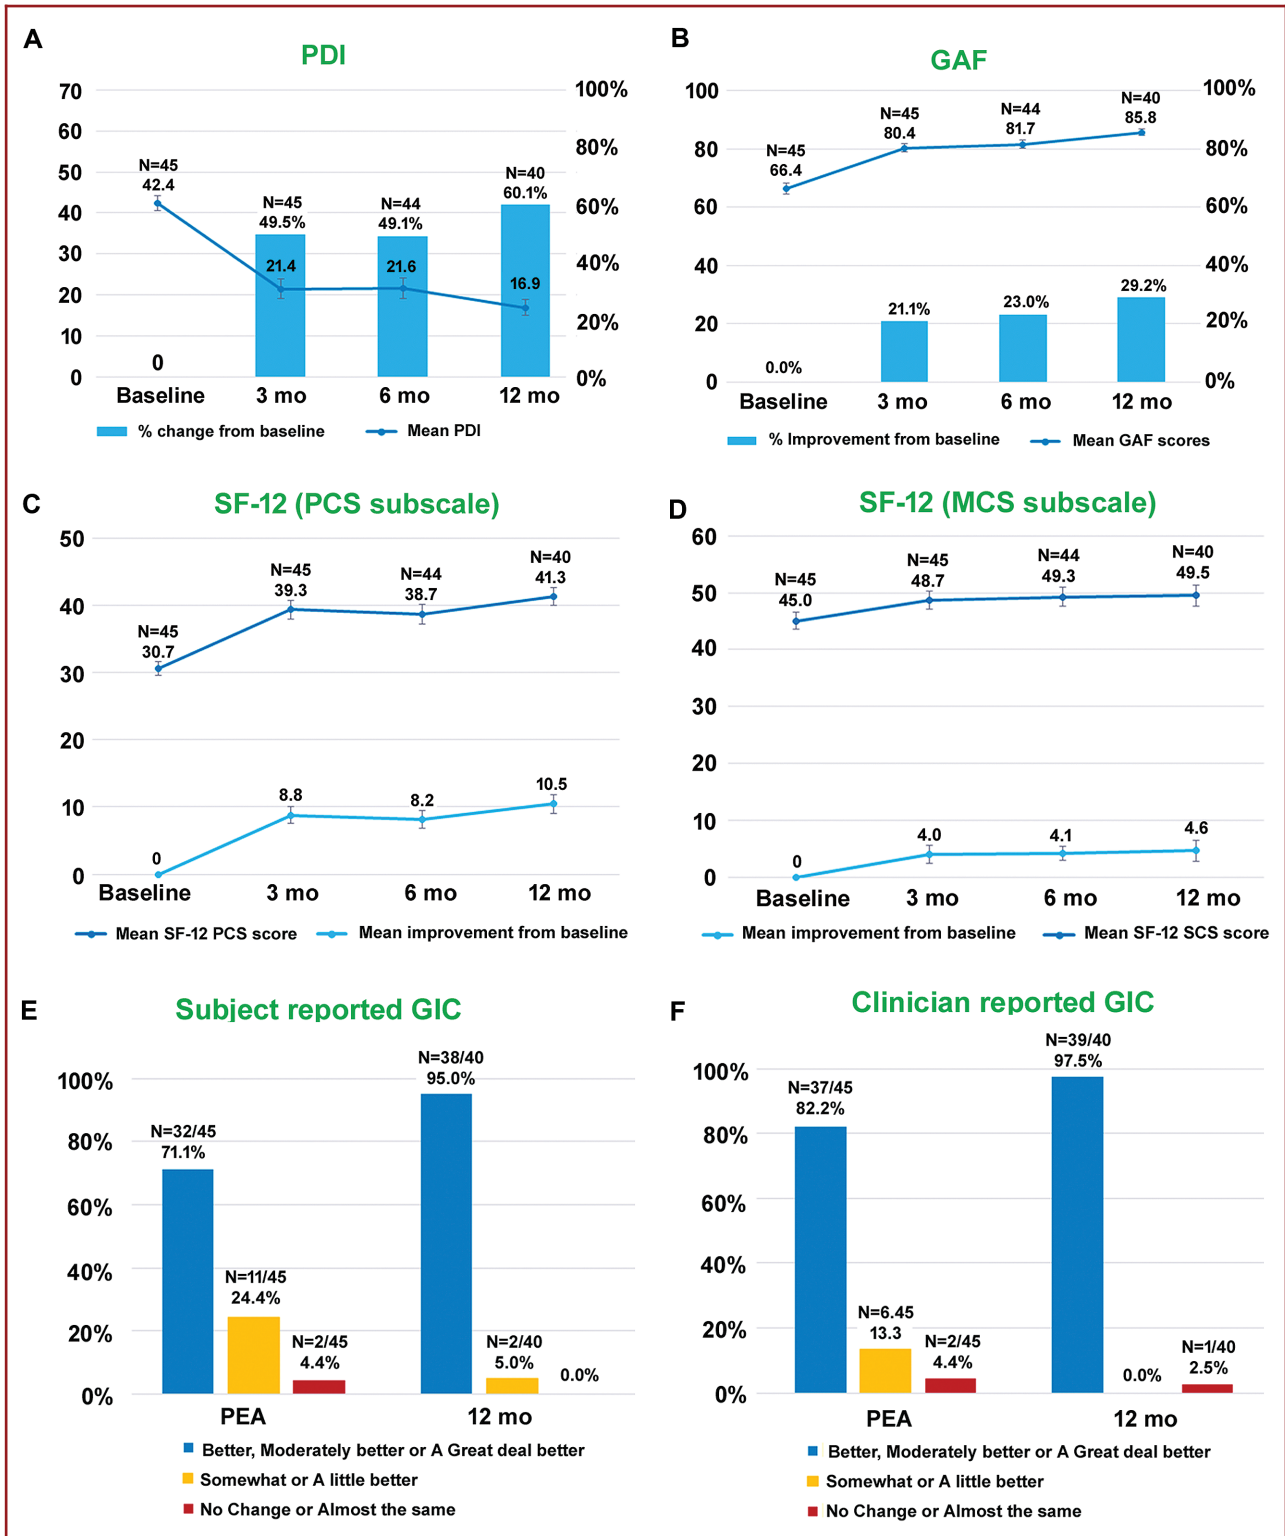 A
PDI
70
60
50
40
30
20
10
0
100%
80%
60%
40%
20%
0%
N=45
42.4
0
N=45
49.5%
21.4
N=44
49.1%
21.6
N=40
60.1%
16.9
Baseline 3 mo 6 mo 12 mo
% change from baseline Mean PDI
B
GAF
100
80
60
40
20
0
100%
80%
60%
40%
20%
0%
N=45
66.4
0.0%
N=45
80.4
21.1%
N=44
81.7
23.0%
N=40
85.8
29.2%
Baseline 3 mo 6 mo 12 mo
% Improvement from baseline Mean GAF scores
C
SF-12 (PCS subscale)
50
40
30
20
10
0
N=45
30.7
N=45
39.3
N=44
38.7
N=40
41.3
0
8.8
8.2
10.5
Baseline 3 mo 6 mo 12 mo
Mean SF-12 PCS score Mean improvement from baseline
D
SF-12 (MCS subscale)
60
50
40
30
20
10
0
N=45
45.0
N=45
48.7
N=44
49.3
N=40
49.5
0
4.0
4.1
4.6
Baseline 3 mo 6 mo 12 mo
Mean improvement from baseline Mean SF-12 SCS score
E
Subject reported GIC
100%
80%
60%
40%
20%
0%
N=32/45
71.1%
N=11/45
24.4%
N=2/45
4.4%
N=38/40
95.0%
N=2/40
5.0%
0.0%
PEA 12 mo
Better, Moderately better or A Great deal better
Somewhat or A little better
No Change or Almost the same
F
Clinician reported GIC
100%
80%
60%
40%
20%
0%
N=37/45
82.2%
N=6.45
13.3
N=2/45
4.4%
N=39/40
97.5%
0.0%
N=1/40
2.5%
PEA 12 mo
Better, Moderately better or A Great deal better
Somewhat or A little better
No Change or Almost the same